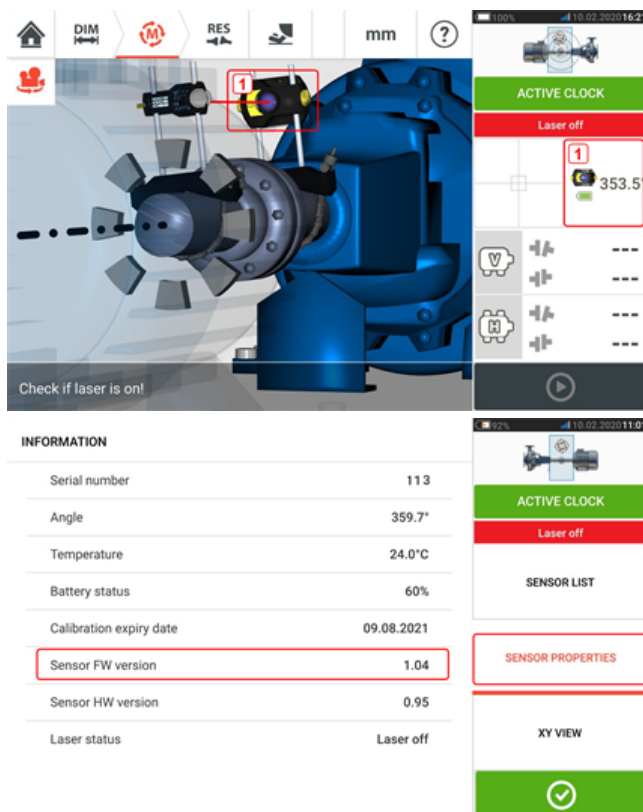 100% 10.02.2020 16:22
DIM M RES mm ?
ACTIVE CLOCK
Laser off
1
1
353.5°
V ---
---
H ---
---
Check if laser is on!
92% 10.02.2020 11:01
INFORMATION
Serial number 113
ACTIVE CLOCK
Angle 359.7°
Laser off
Temperature 24.0°C
SENSOR LIST
Battery status 60%
Calibration expiry date 09.08.2021
Sensor FW version 1.04
SENSOR PROPERTIES
Sensor HW version 0.95
Laser status Laser off
XY VIEW